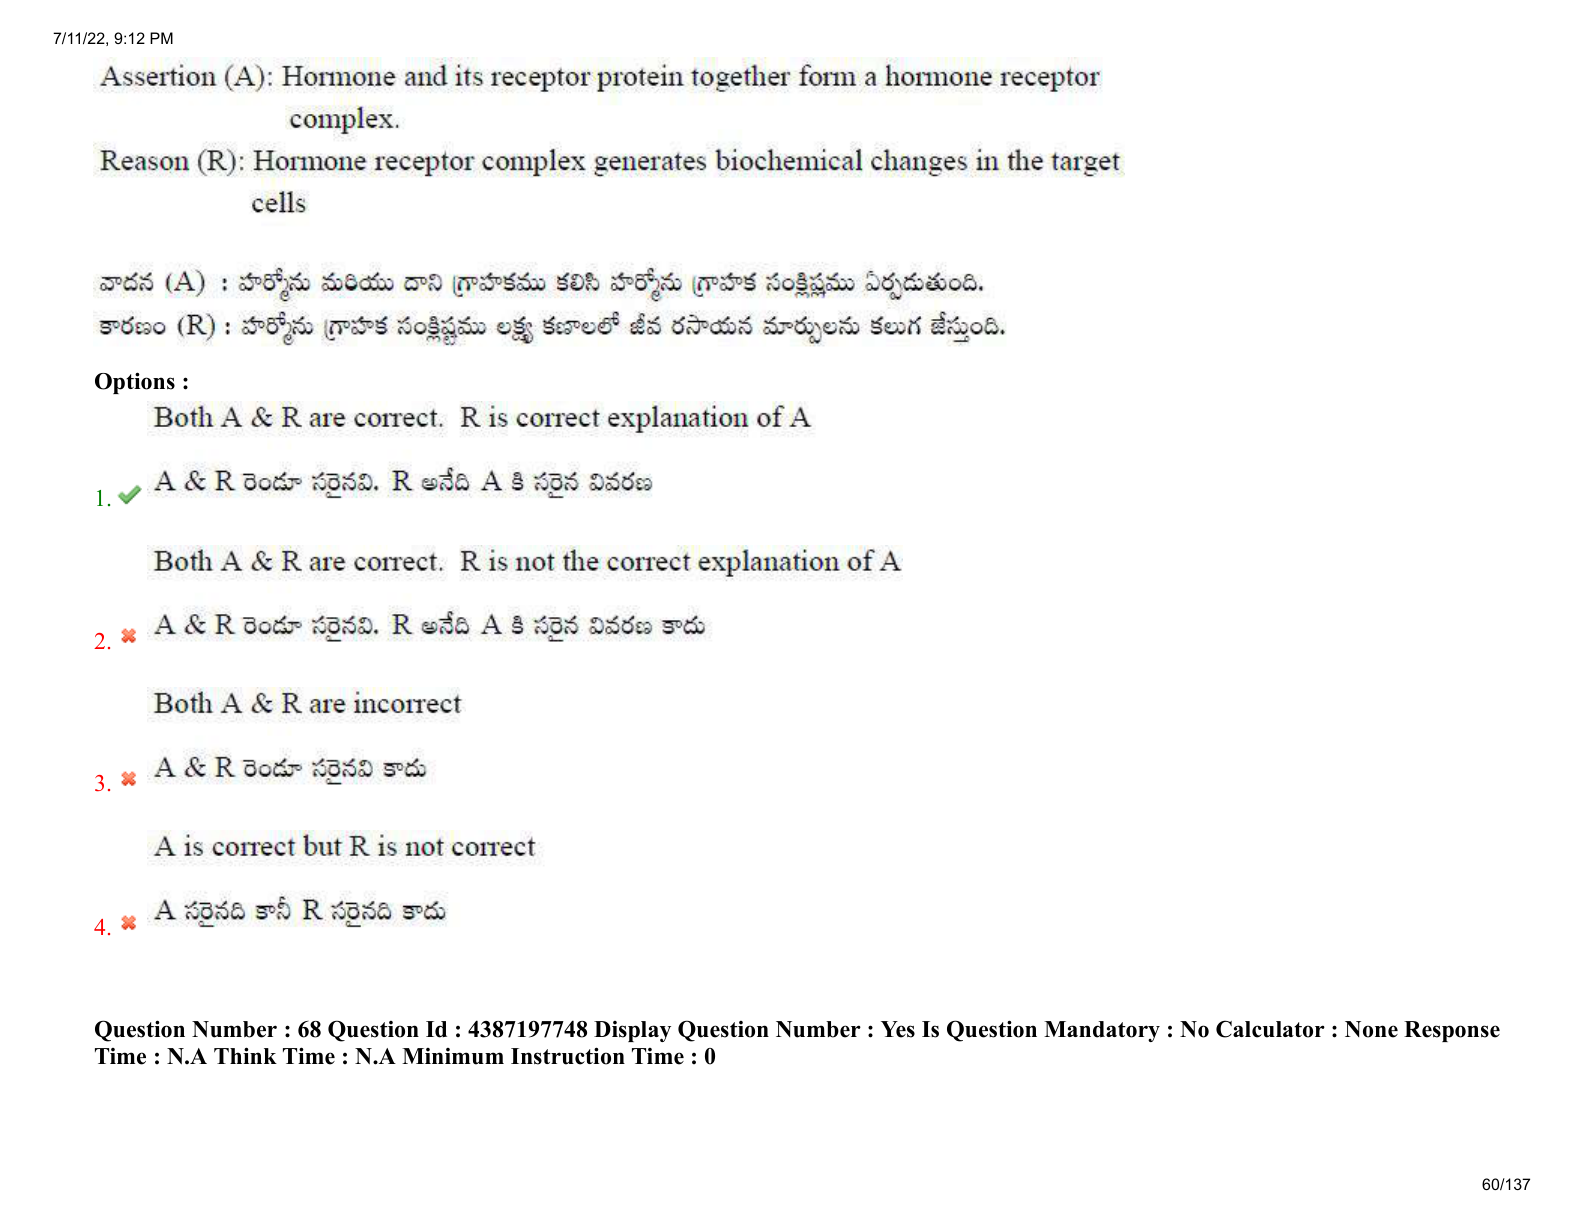 7/11/22, 9:12 PM
Assertion (A): Hormone and its receptor protein together form a hormone receptor
complex.
Reason (R): Hormone receptor complex generates biochemical changes in the target
cells
వాదన (A) : హర్మోను మరియు దాని గ్రాహకము కలిసి హర్మోను గ్రాహక సంక్లిష్టము ఏర్పడుతుంది.
కారణం (R) : హర్మోను గ్రాహక సంక్లిష్టము లక్ష్య కణాలలో జీవ రసాయన మార్పులను కలుగ జేస్తుంది.
Options :
Both A & R are correct. R is correct explanation of A
A & R రెండూ సరైనవి. R అనేది A కి సరైన వివరణ
1.
Both A & R are correct. R is not the correct explanation of A
A & R రెండూ సరైనవి. R అనేది A కి సరైన వివరణ కాదు
2.
Both A & R are incorrect
A & R రెండూ సరైనవి కాదు
3.
A is correct but R is not correct
A సరైనది కానీ R సరైనది కాదు
4.
Question Number : 68 Question Id : 4387197748 Display Question Number : Yes Is Question Mandatory : No Calculator : None Response
Time : N.A Think Time : N.A Minimum Instruction Time : 0
60/137